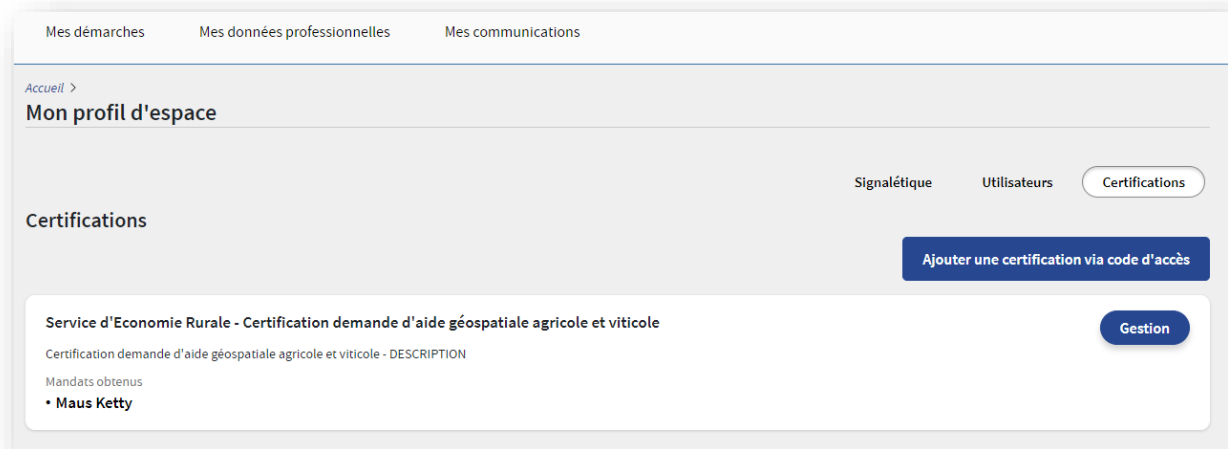 Mes démarches Mes données professionnelles Mes communications
Accueil >
Mon profil d'espace
Signalétique Utilisateurs Certifications
Certifications
Ajouter une certification via code d'accès
Service d'Economie Rurale - Certification demande d'aide géospatiale agricole et viticole
Gestion
Certification demande d'aide géospatiale agricole et viticole - DESCRIPTION
Mandats obtenus
• Maus Ketty